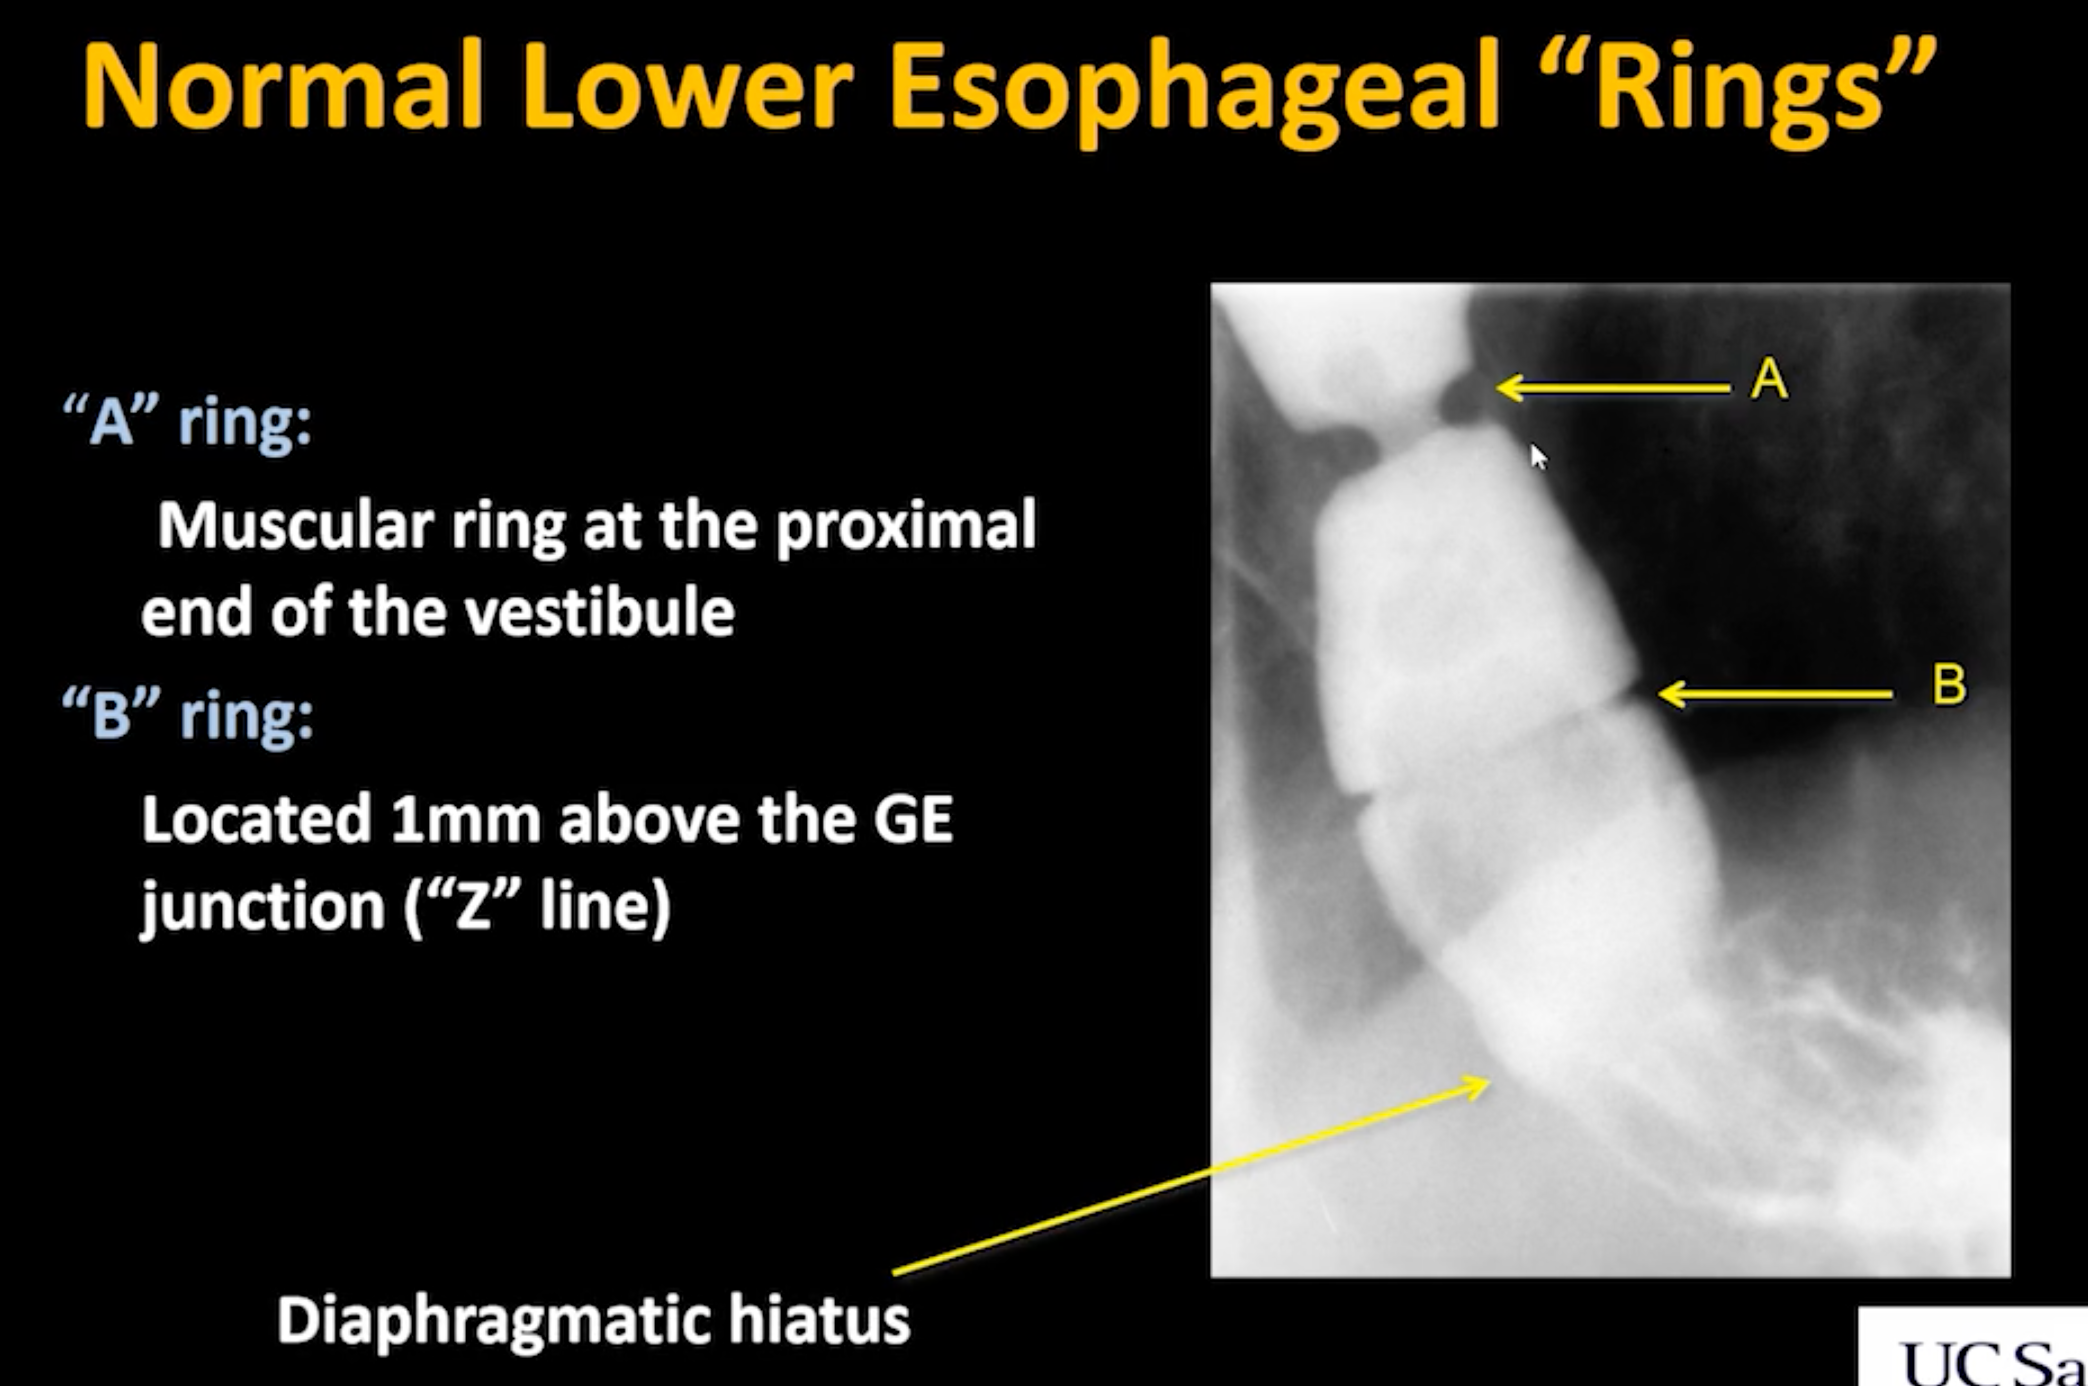 Normal Lower Esophageal “Rings”
“A” ring:
Muscular ring at the proximal
end of the vestibule
“B” ring:
Located 1mm above the GE
junction (“Z” line)
Diaphragmatic hiatus
A
B
UC Sa